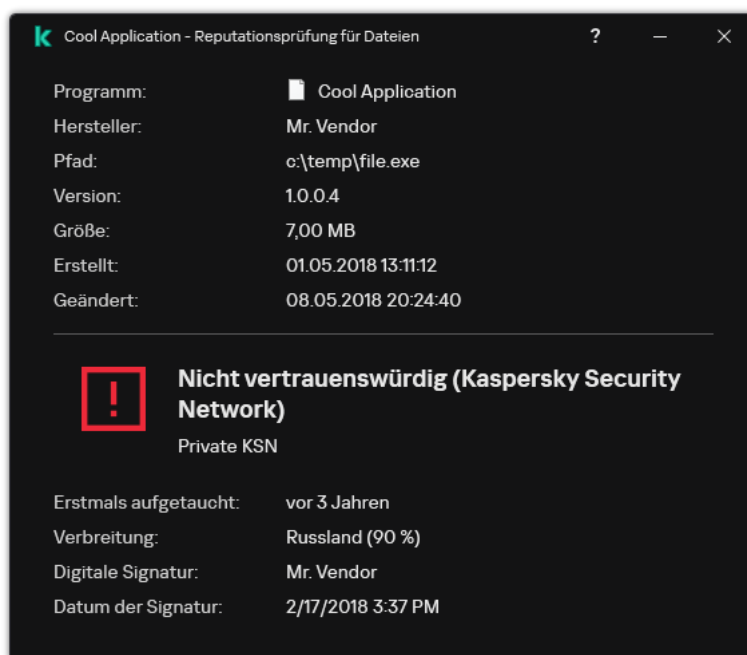 Cool Application - Reputationsprüfung für Dateien ?
Programm: Cool Application
Hersteller: Mr. Vendor
Pfad: c:\temp\file.exe
Version: 1.0.0.4
Größe: 7,00 MB
Erstellt: 01.05.2018 13:11:12
Geändert: 08.05.2018 20:24:40
Nicht vertrauenswürdig (Kaspersky Security
Network)
Private KSN
Erstmals aufgetaucht: vor 3 Jahren
Verbreitung: Russland (90 %)
Digitale Signatur: Mr. Vendor
Datum der Signatur: 2/17/2018 3:37 PM